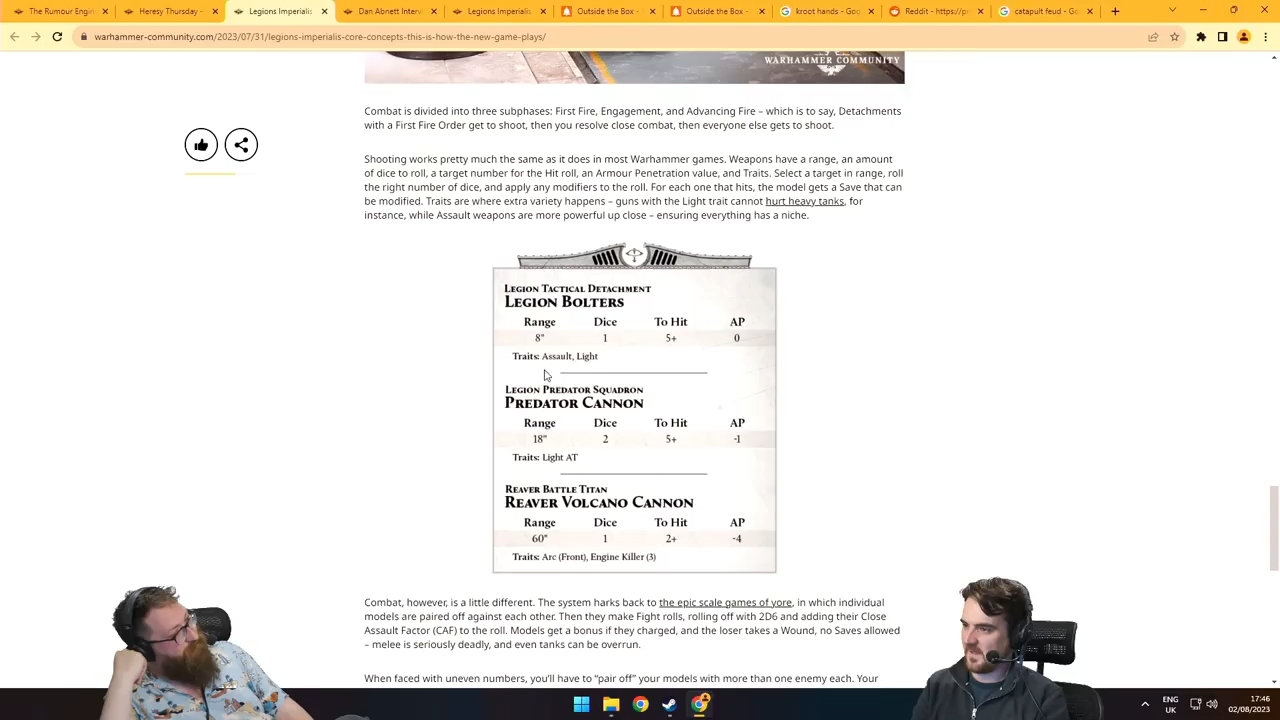 Imperialis
Heresy Thursday -
Legions Imperialis
Dan Abnett Intervi
Legions Imperialis
Outside the Box -
Outside the Box -
kroot hands - Goo
Reddit - https://pr
catapult feud - Go
warhammer-community.com/2023/07/31/legions-imperialis-core-concepts-this-is-how-the-new-game-plays/
WARHAMMER COMMUNITY
Combat is divided into three subphases: First Fire, Engagement, and Advancing Fire – which is to say, Detachments
with a First Fire Order get to shoot, then you resolve close combat, then everyone else gets to shoot.
Shooting works pretty much the same as it does in most Warhammer games. Weapons have a range, an amount
of dice to roll, a target number for the Hit roll, an Armour Penetration value, and Traits. Select a target in range, roll
the right number of dice, and apply any modifiers to the roll. For each one that hits, the model gets a Save that can
be modified. Traits are where extra variety happens – guns with the Light trait cannot hurt heavy tanks, for
instance, while Assault weapons are more powerful up close – ensuring everything has a niche.
Legion Tactical Detachment
Legion Bolters
Range Dice To Hit AP
8" 1 5+ 0
Traits: Assault, Light
Legion Predator Squadron
Predator Cannon
Range Dice To Hit AP
18" 2 5+ -1
Traits: Light AT
Reaver Battle Titan
Reaver Volcano Cannon
Range Dice To Hit AP
60" 1 2+ -4
Traits: Arc (Front), Engine Killer (3)
Combat, however, is a little different. The system harks back to the epic scale games of yore, in which individual
models are paired off against each other. Then they make Fight rolls, rolling off with 2D6 and adding their Close
Assault Factor (CAF) to the roll. Models get a bonus if they charged, and the loser takes a Wound, no Saves allowed
– melee is seriously deadly, and even tanks can be overrun.
When faced with uneven numbers, you'll have to "pair off" your models with more than one enemy each. Your
ENG
UK
17:46
02/08/2023